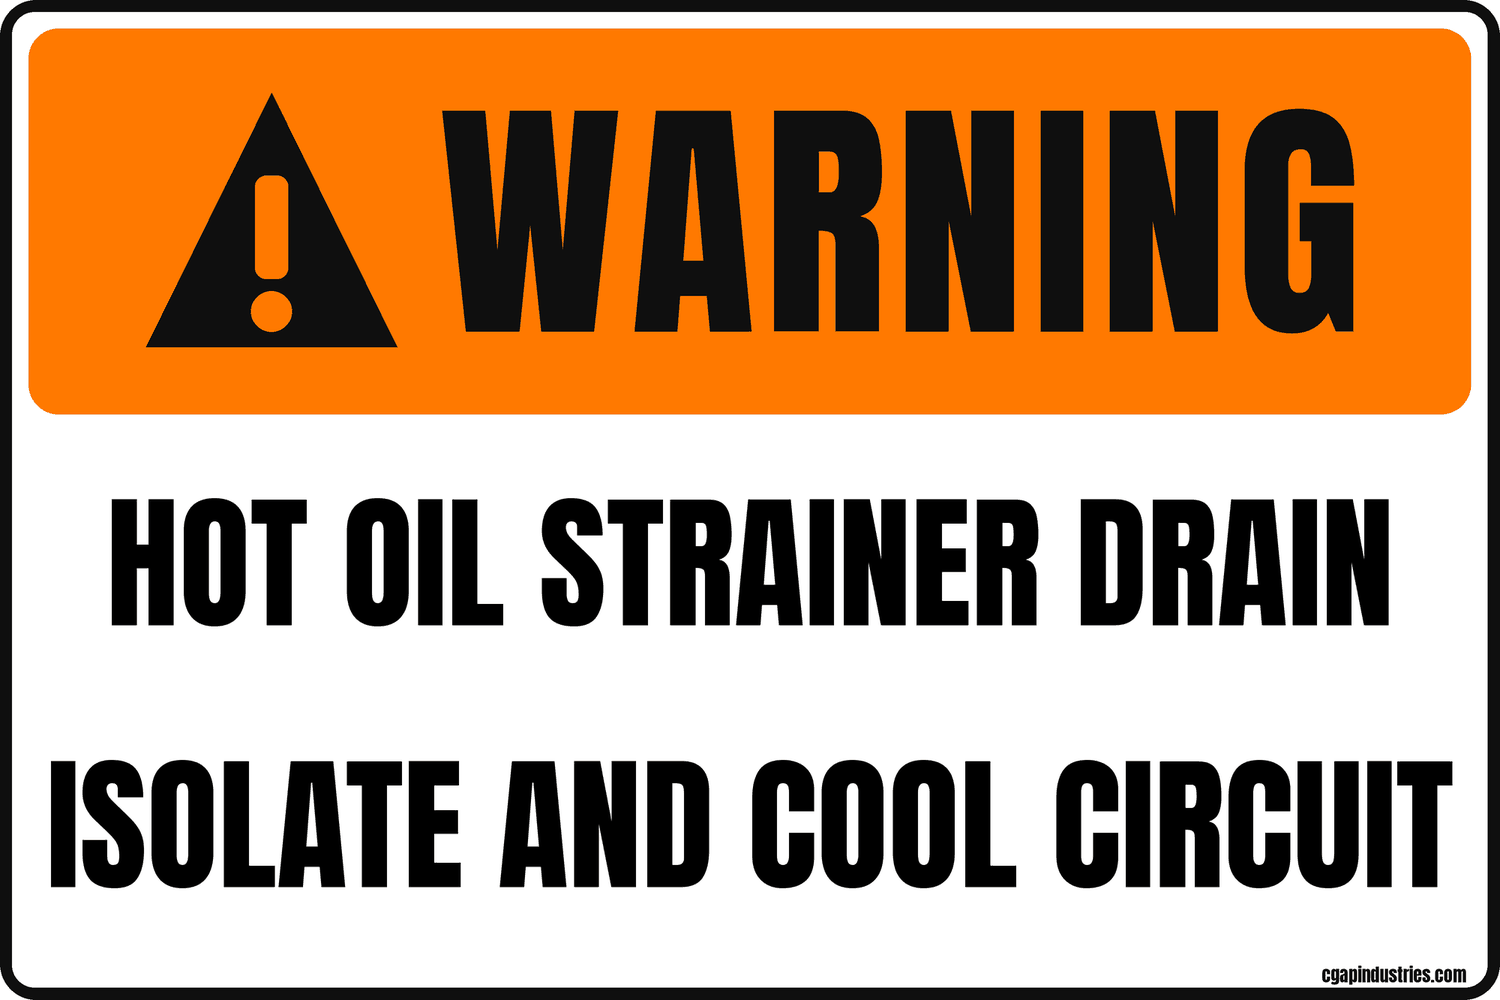 WARNING
HOT OIL STRAINER DRAIN
ISOLATE AND COOL CIRCUIT
cgapindustries.com